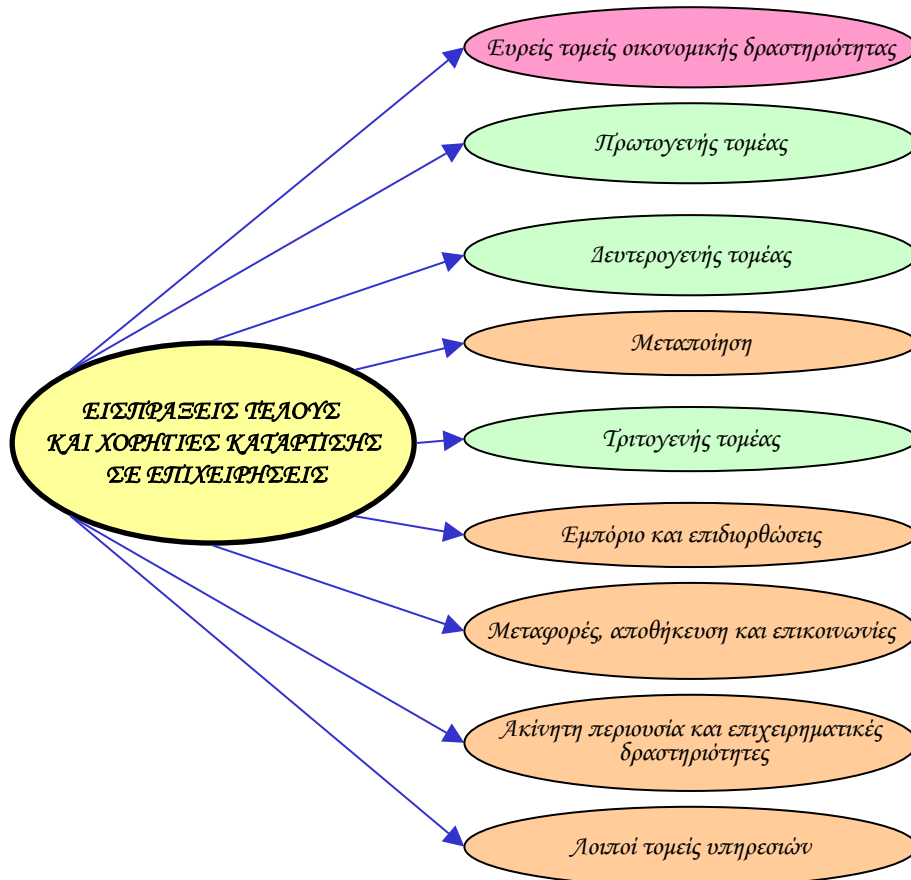 Ευρείς τομείς οικονομικής δραστηριότητας
Πρωτογενής τομέας
Δευτερογενής τομέας
Μεταποίηση
ΕΙΣΠΡΑΞΕΙΣ ΤΕΛΟΥΣ
ΚΑΙ ΧΟΡΗΓΙΕΣ ΚΑΤΑΡΤΙΣΗΣ
ΣΕ ΕΠΙΧΕΙΡΗΣΕΙΣ
Τριτογενής τομέας
Εμπόριο και επιδιορθώσεις
Μεταφορές, αποθήκευση και επικοινωνίες
Ακίνητη περιουσία και επιχειρηματικές
δραστηριότητες
Λοιποί τομείς υπηρεσιών